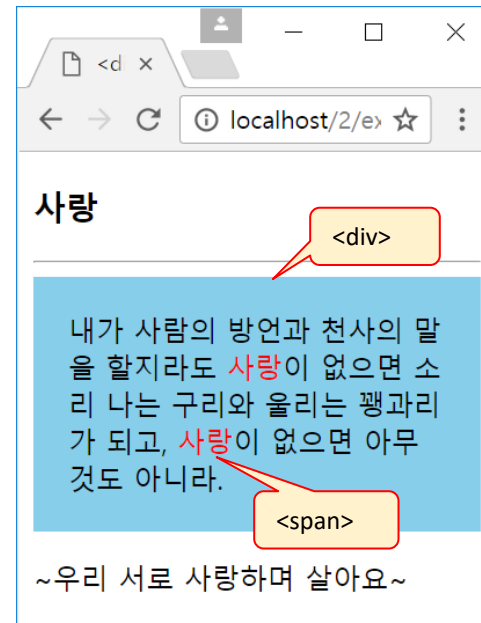 <d
localhost/2/ex
사랑
<div>
내가 사람의 방언과 천사의 말
을 할지라도 사랑이 없으면 소
리 나는 구리와 울리는 꽹과리
가 되고, 사랑이 없으면 아무
것도 아니라.
<span>
~우리 서로 사랑하며 살아요~